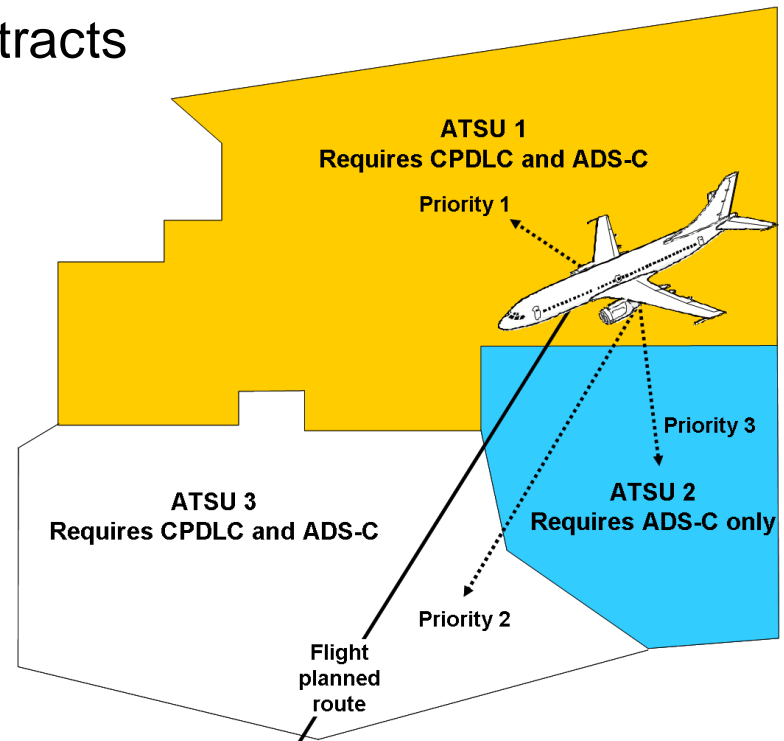 tracts
ATSU 1
Requires CPDLC and ADS-C
Priority 1
Priority 3
ATSU 3
Requires CPDLC and ADS-C
ATSU 2
Requires ADS-C only
Priority 2
Flight
planned
route